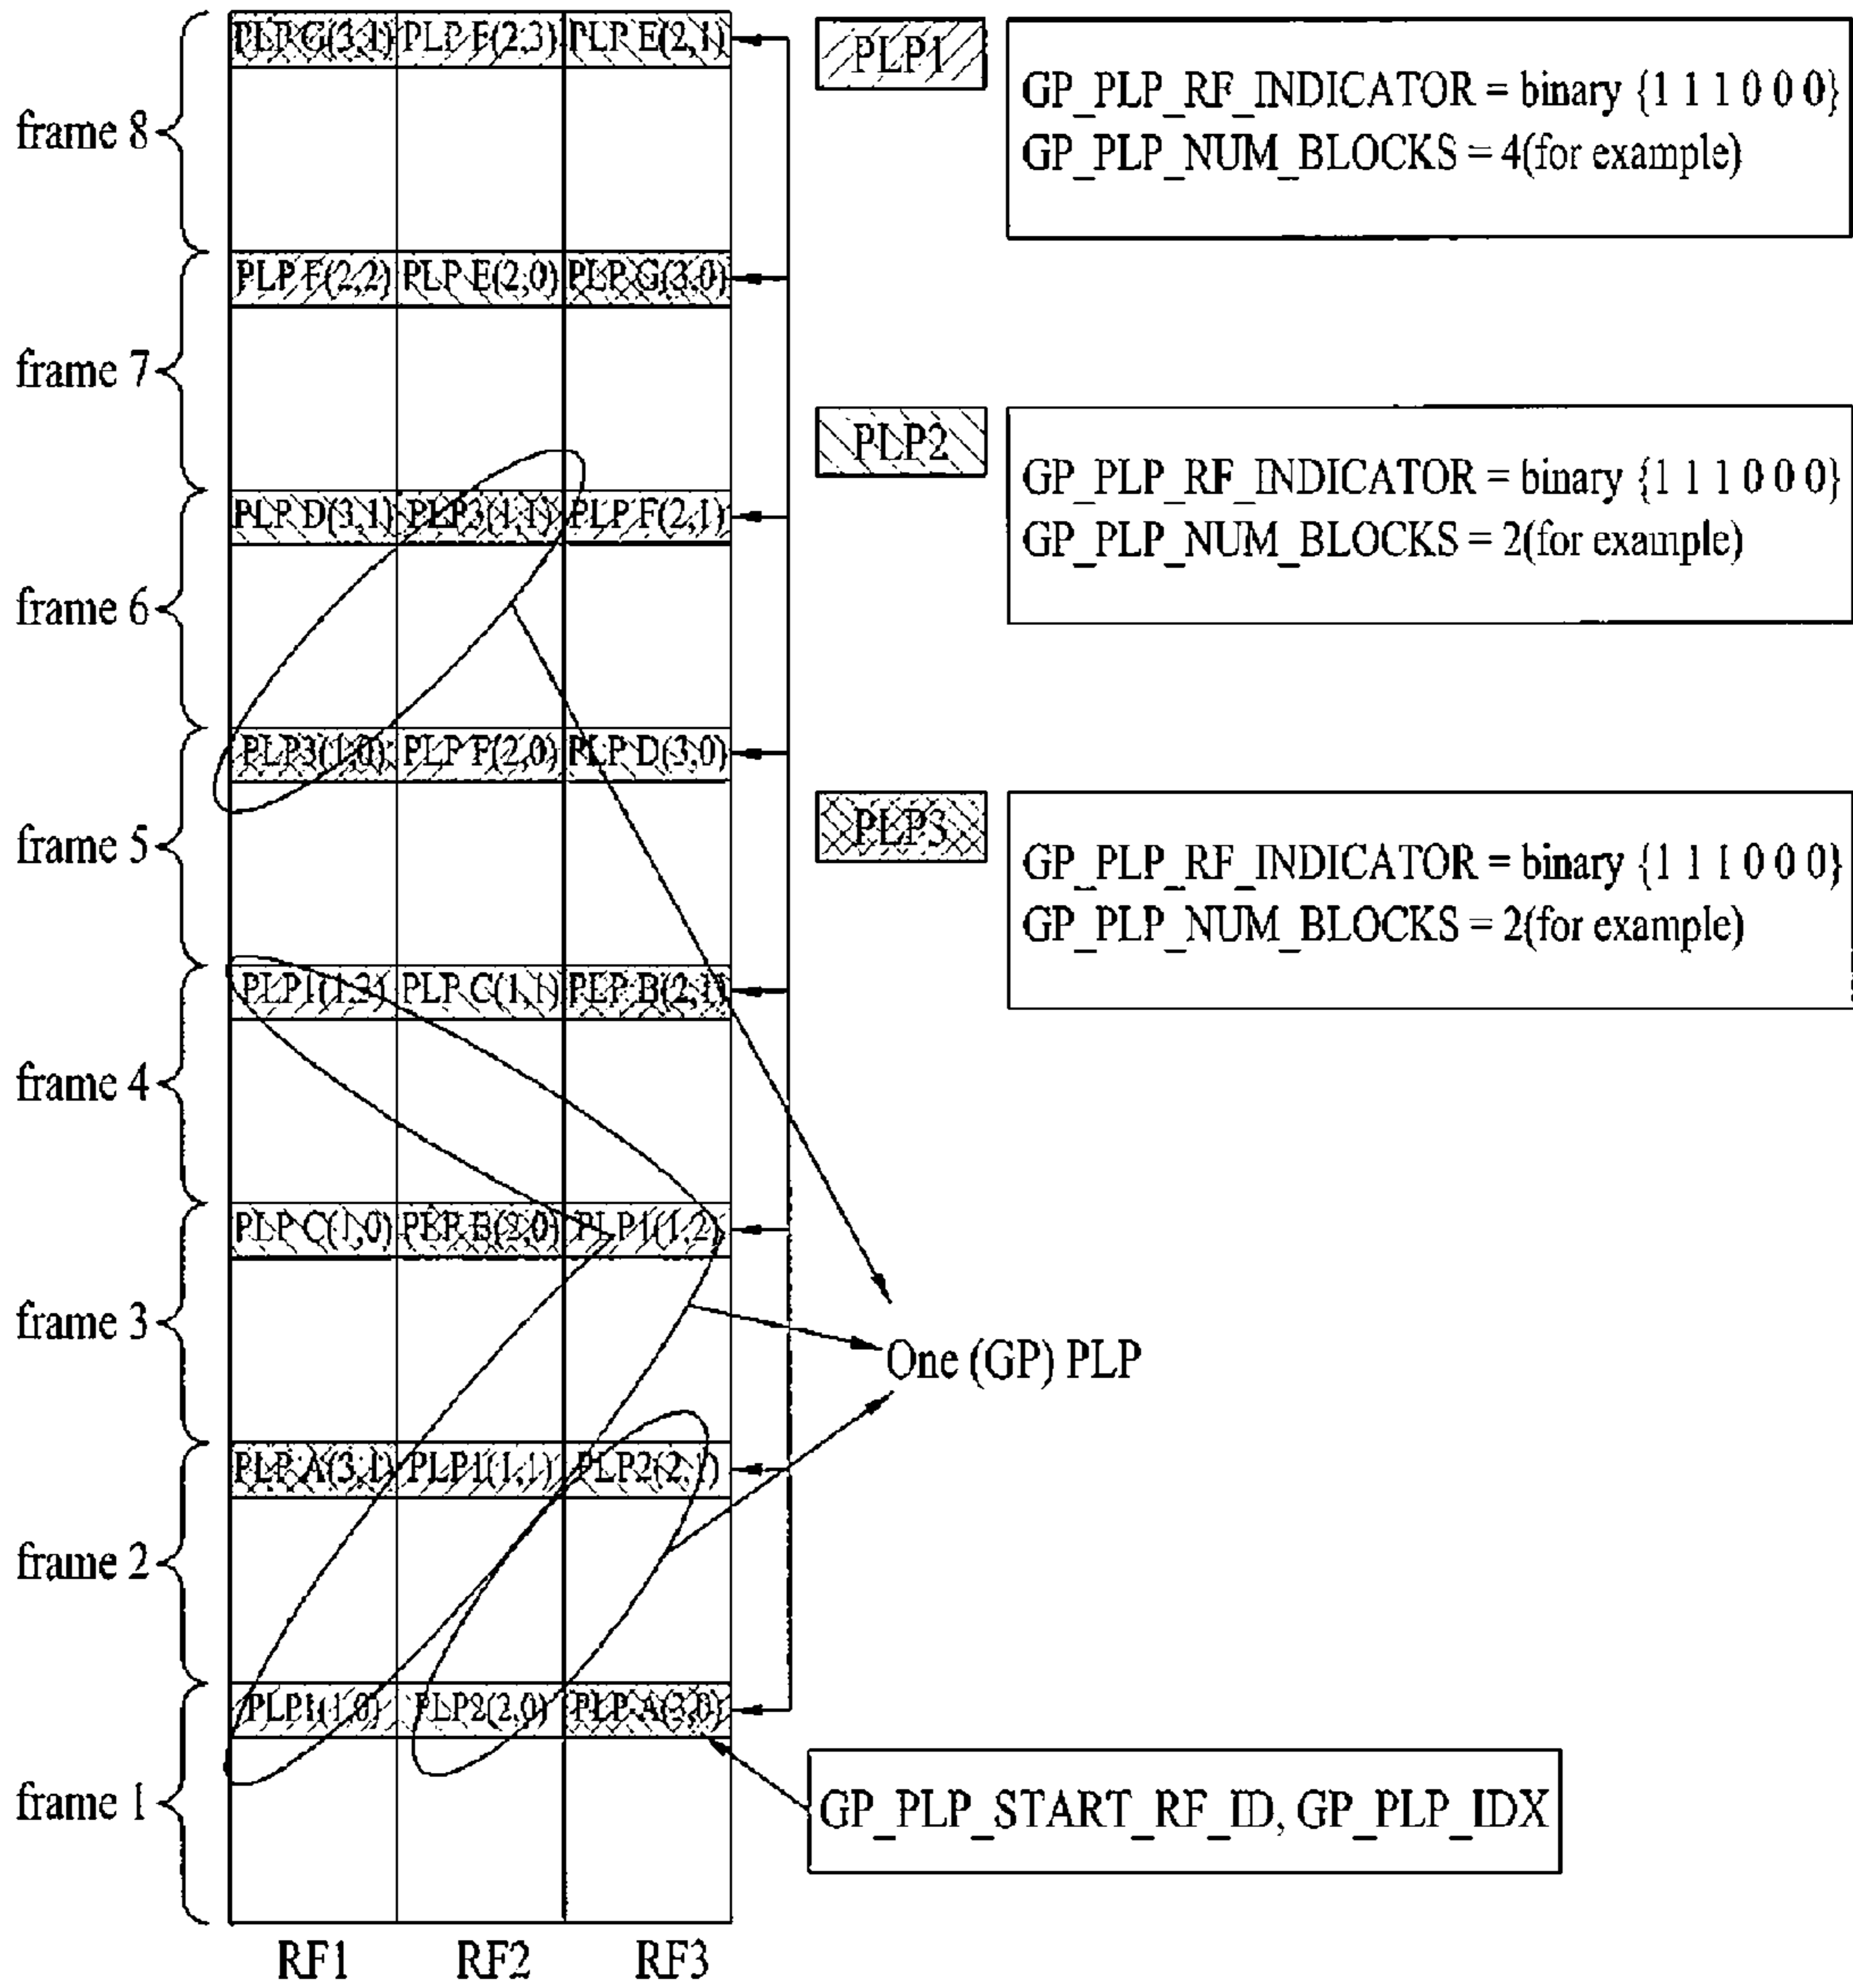 PLP G(3,1) PLP F(2,3) PLP E(2,1)
frame 8
PLP F(2,2) PLP E(2,0) PLP G(3,0)
frame 7
PLP D(3,1) PLP3(1,1) PLP F(2,1)
frame 6
PLP3(1,0) PLP F(2,0) PLP D(3,0)
frame 5
PLP1(1,3) PLP C(1,1) PLP B(2,1)
frame 4
PLP C(1,0) PLP B(2,0) PLP1(1,2)
frame 3
PLP A(3,1) PLP1(1,1) PLP2(2,1)
frame 2
PLP1(1,0) PLP2(2,0) PLP A(3,0)
frame 1
RF1 RF2 RF3
PLP1
GP_PLP_RF_INDICATOR = binary {1 1 1 0 0 0}
GP_PLP_NUM_BLOCKS = 4(for example)
PLP2
GP_PLP_RF_INDICATOR = binary {1 1 1 0 0 0}
GP_PLP_NUM_BLOCKS = 2(for example)
PLP3
GP_PLP_RF_INDICATOR = binary {1 1 1 0 0 0}
GP_PLP_NUM_BLOCKS = 2(for example)
One (GP) PLP
GP_PLP_START_RF_ID, GP_PLP_IDX